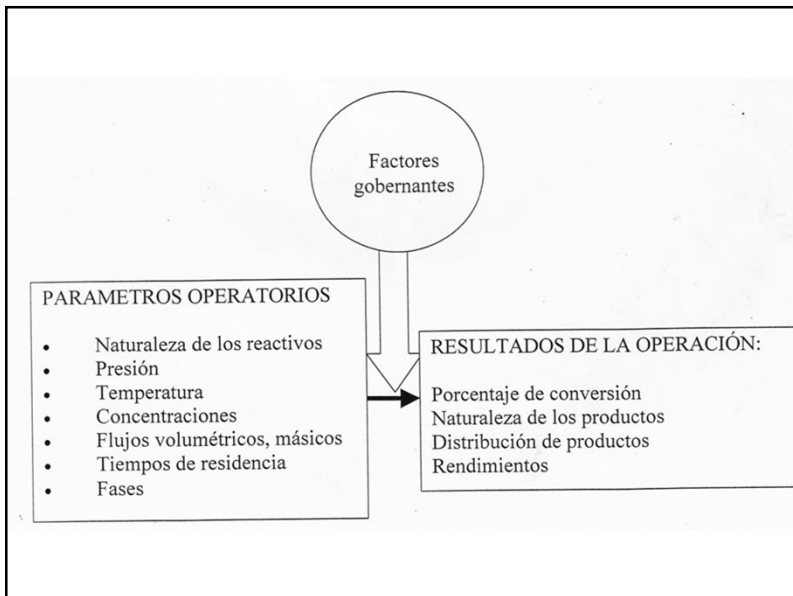 Factores
gobernantes
PARAMETROS OPERATORIOS
• Naturaleza de los reactivos
• Presión
• Temperatura
• Concentraciones
• Flujos volumétricos, másicos
• Tiempos de residencia
• Fases
RESULTADOS DE LA OPERACIÓN:
Porcentaje de conversión
Naturaleza de los productos
Distribución de productos
Rendimientos